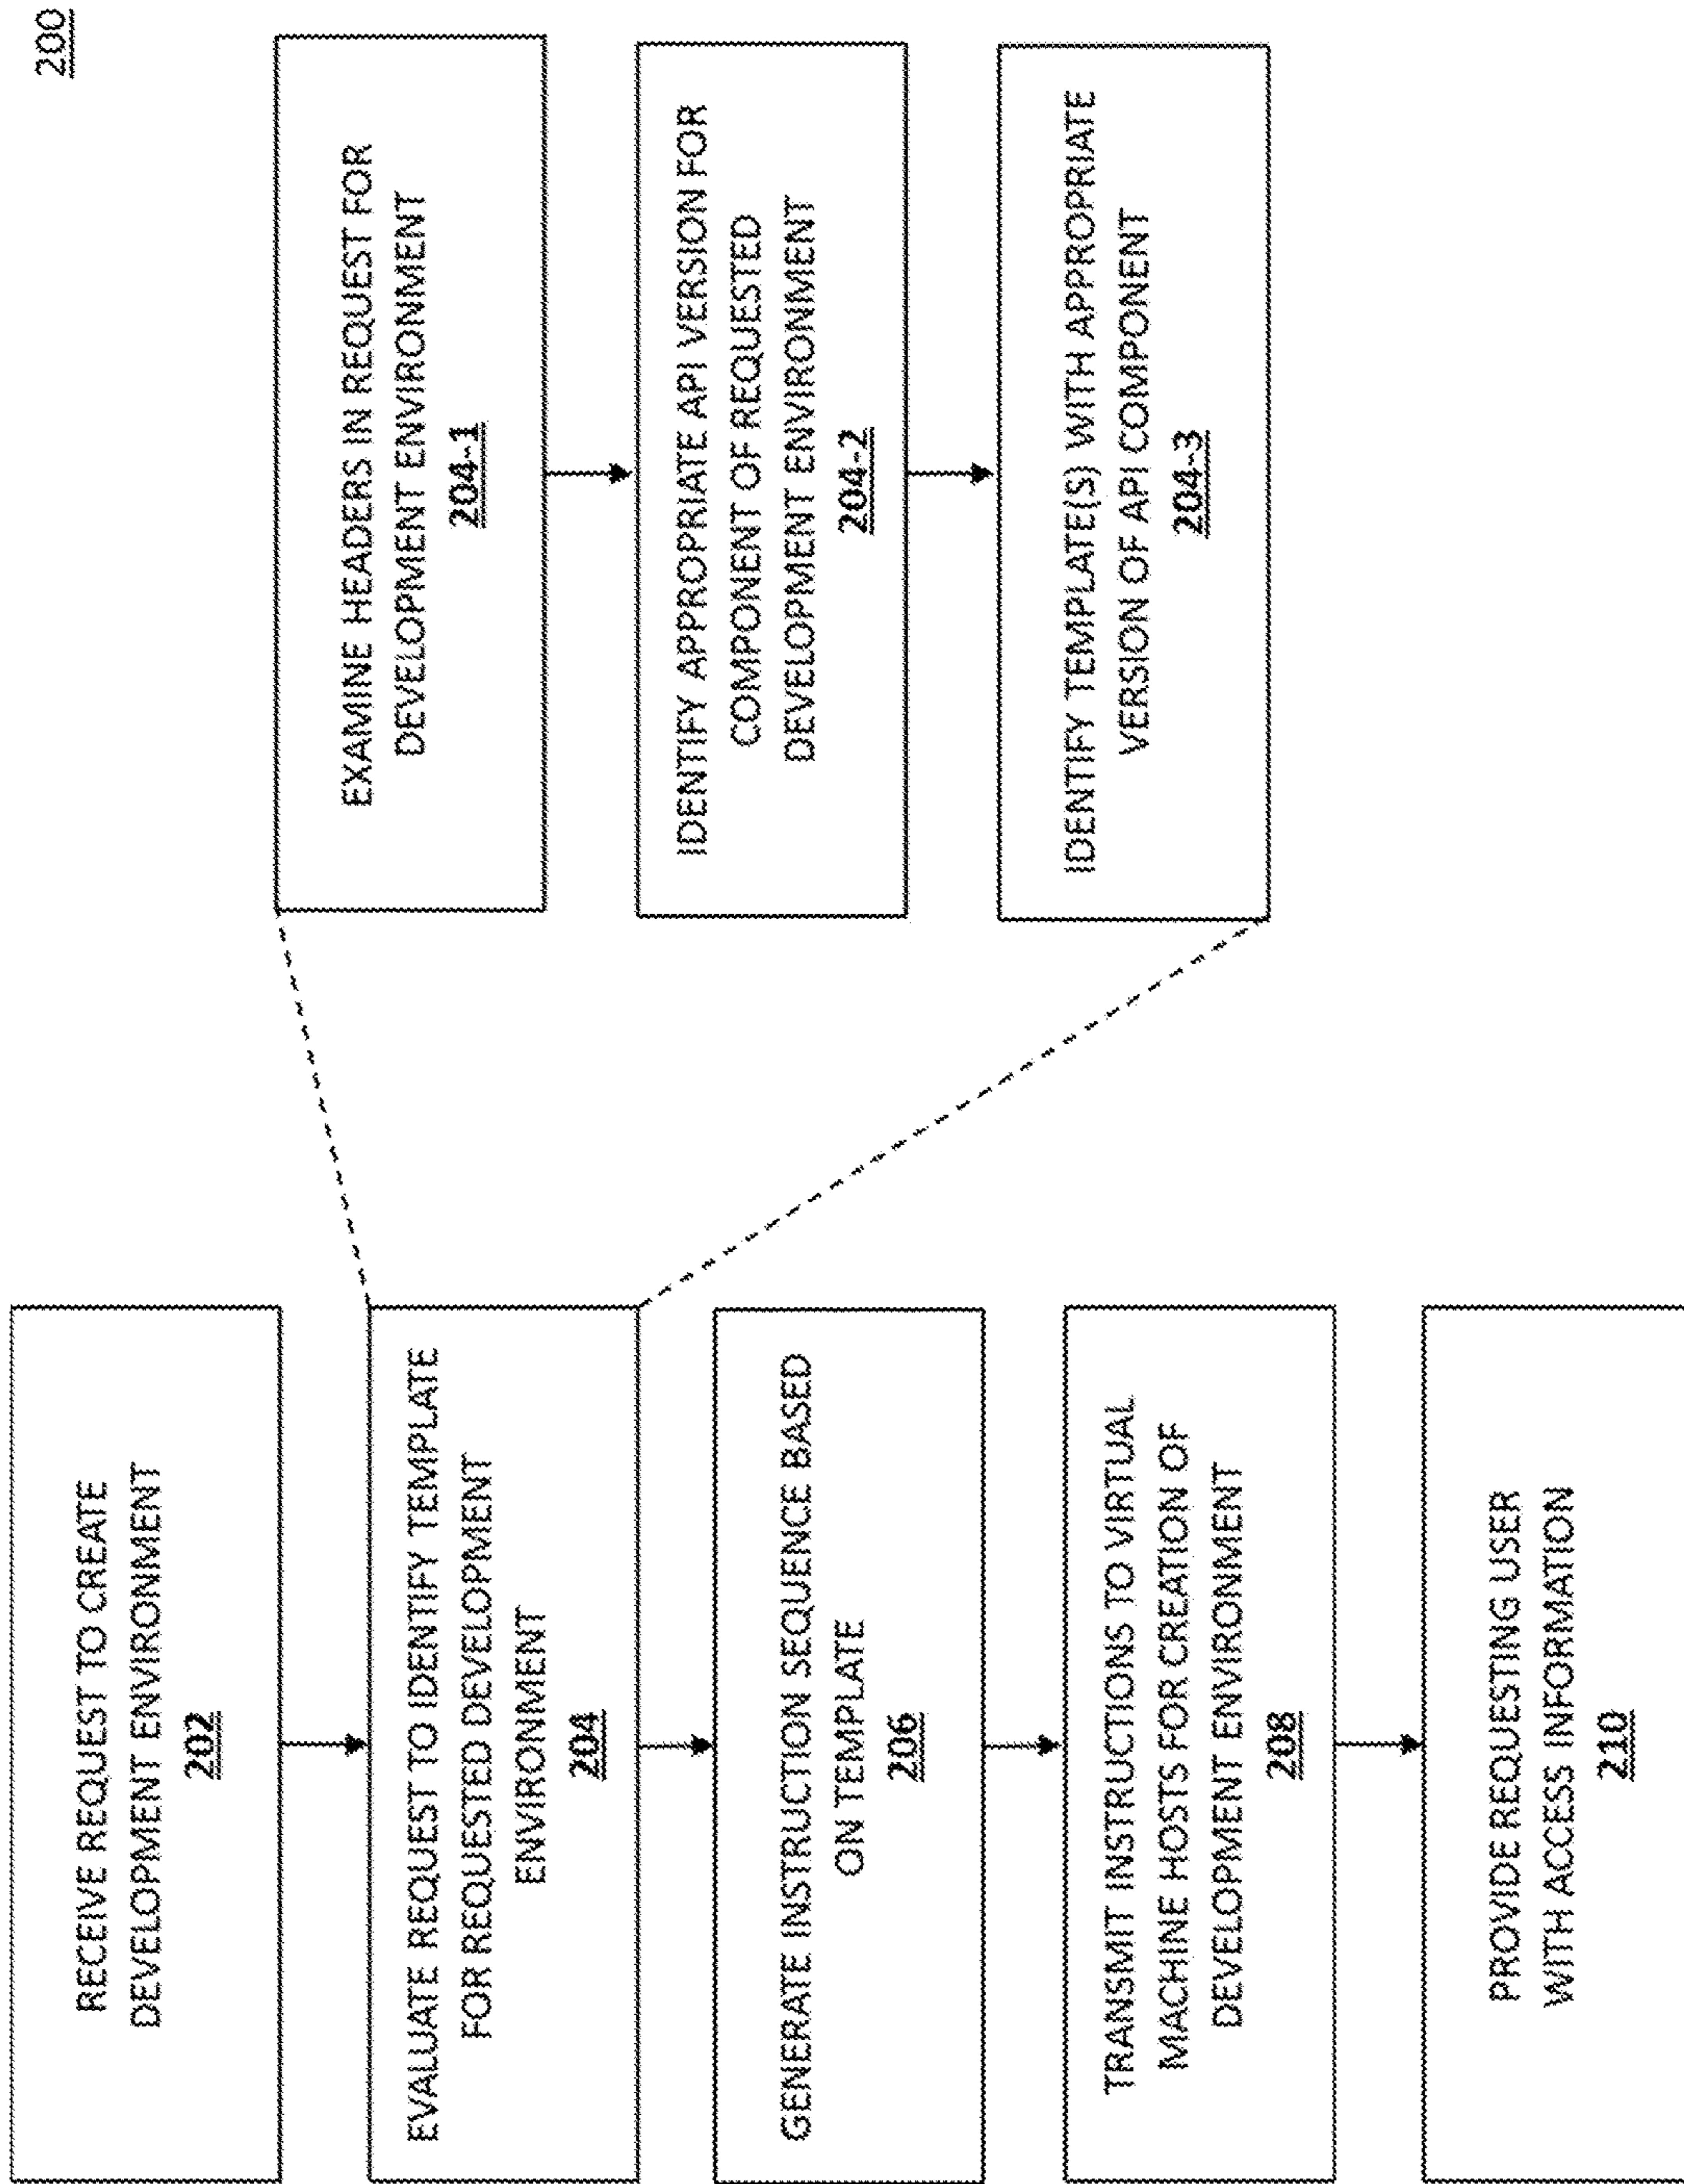 200
RECEIVE REQUEST TO CREATE
DEVELOPMENT ENVIRONMENT
202
EVALUATE REQUEST TO IDENTIFY TEMPLATE
FOR REQUESTED DEVELOPMENT
ENVIRONMENT
204
GENERATE INSTRUCTION SEQUENCE BASED
ON TEMPLATE
206
TRANSMIT INSTRUCTIONS TO VIRTUAL
MACHINE HOSTS FOR CREATION OF
DEVELOPMENT ENVIRONMENT
208
PROVIDE REQUESTING USER
WITH ACCESS INFORMATION
210
EXAMINE HEADERS IN REQUEST FOR
DEVELOPMENT ENVIRONMENT
204-1
IDENTIFY APPROPRIATE API VERSION FOR
COMPONENT OF REQUESTED
DEVELOPMENT ENVIRONMENT
204-2
IDENTIFY TEMPLATE(S) WITH APPROPRIATE
VERSION OF API COMPONENT
204-3